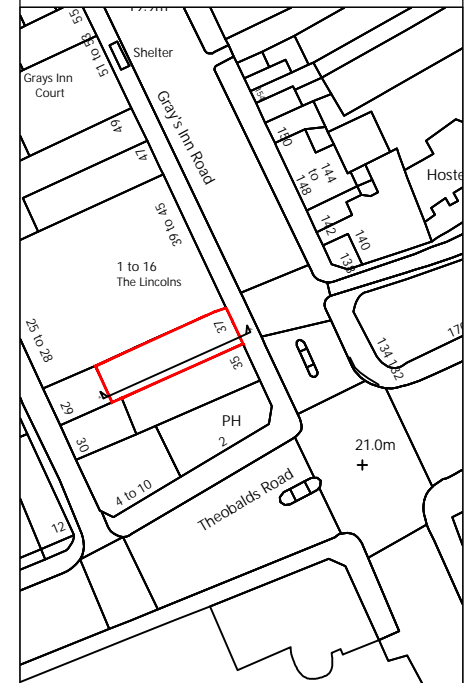 55
51 to 53
Shelter
Grays Inn
Court
Gray's Inn Road
49
47
150
144
to
148
142
140
Hoste
39 to 45
1 to 16
The Lincolns
25 to 28
37
35
134
132
29
30
PH
2
21.0m
4 to 10
Theobalds Road
12